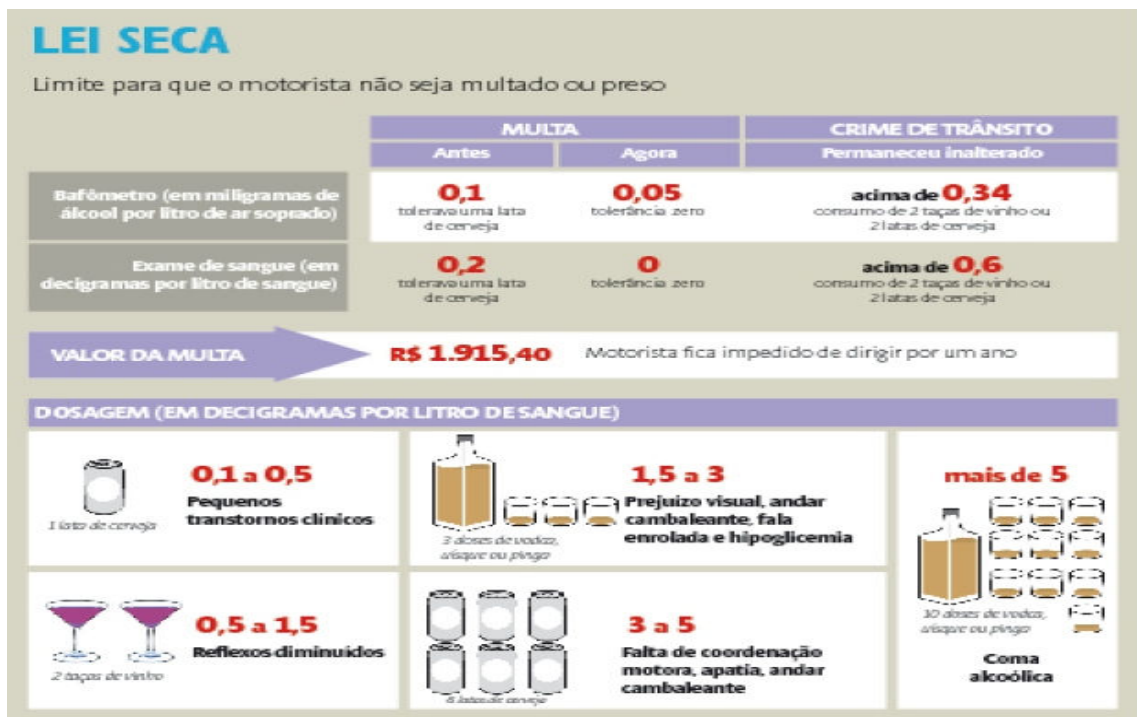 LEI SECA
Limite para que o motorista não seja multado ou preso
MULTA
CRIME DE TRÂNSITO
Antes
Agora
Permaneceu inalterado
Bafômetro (em miligramas de
álcool por litro de ar soprado)
0,1
tolerava uma lata
de cerveja
0,05
tolerância zero
acima de 0,34
consumo de 2 taças de vinho ou
2 latas de cerveja
Exame de sangue (em
decigramas por litro de sangue)
0,2
tolerava uma lata
de cerveja
0
tolerância zero
acima de 0,6
consumo de 2 taças de vinho ou
2 latas de cerveja
VALOR DA MULTA
R$ 1.915,40
Motorista fica impedido de dirigir por um ano
DOSAGEM (EM DECIGRAMAS POR LITRO DE SANGUE)
1 lata de cerveja
0,1 a 0,5
Pequenos
transtornos clínicos
3 doses de vodca,
uísque ou pinga
1,5 a 3
Prejuízo visual, andar
cambaleante, fala
enrolada e hipoglicemia
mais de 5
10 doses de vodca,
uísque ou pinga
Coma
alcoólica
2 taças de vinho
0,5 a 1,5
Reflexos diminuídos
6 latas de cerveja
3 a 5
Falta de coordenação
motora, apatia, andar
cambaleante